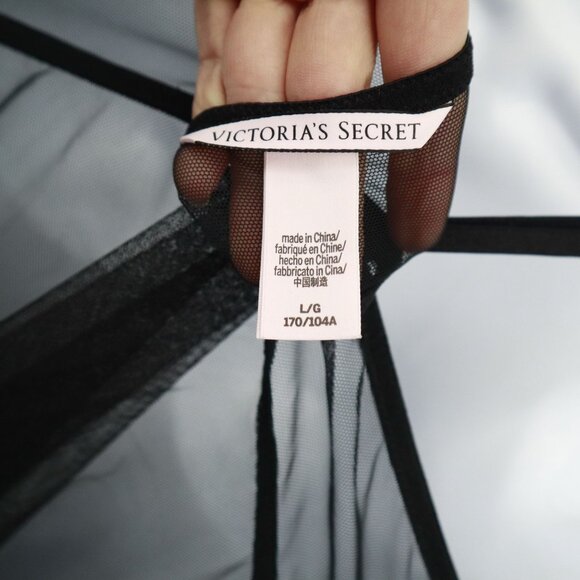 VICTORIA'S SECRET
made in China/
fabriqué en Chine/
hecho en China/
fabbricato in Cina/
中国制造
L/G
170/104A